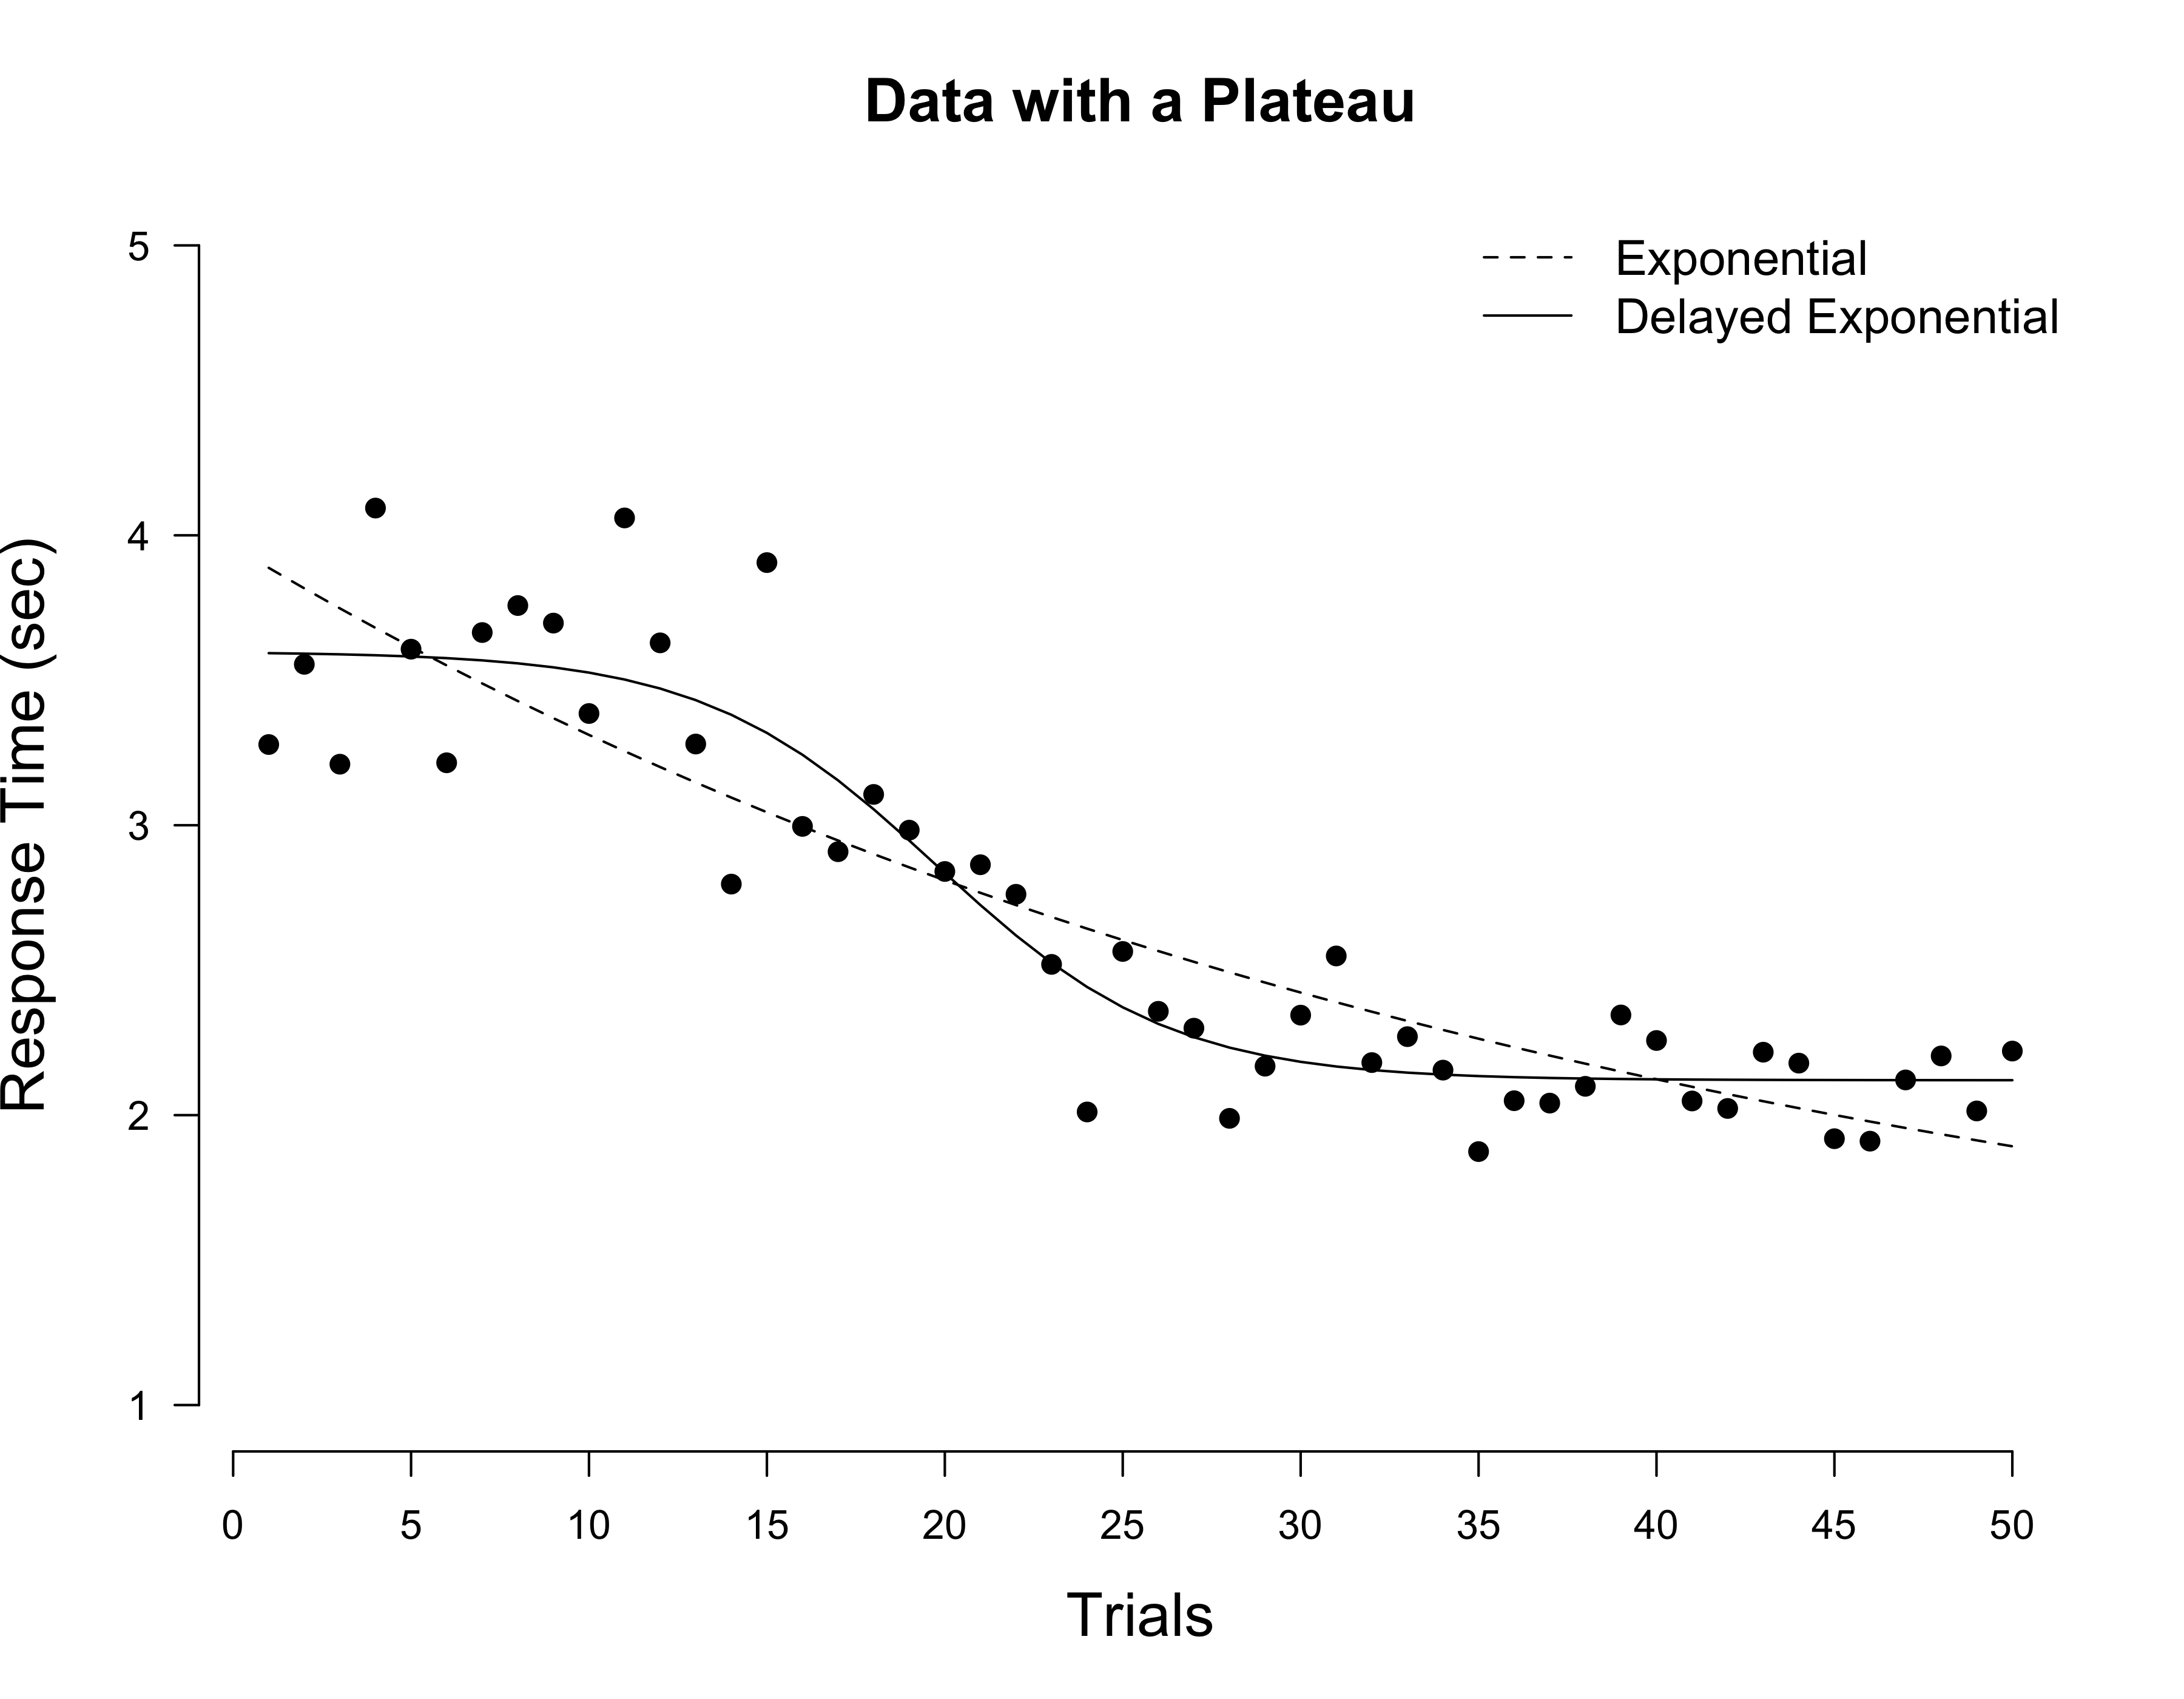 Data with a Plateau
Exponential
Delayed Exponential
5
4
3
2
1
Response Time (sec)
0 5 10 15 20 25 30 35 40 45 50
Trials